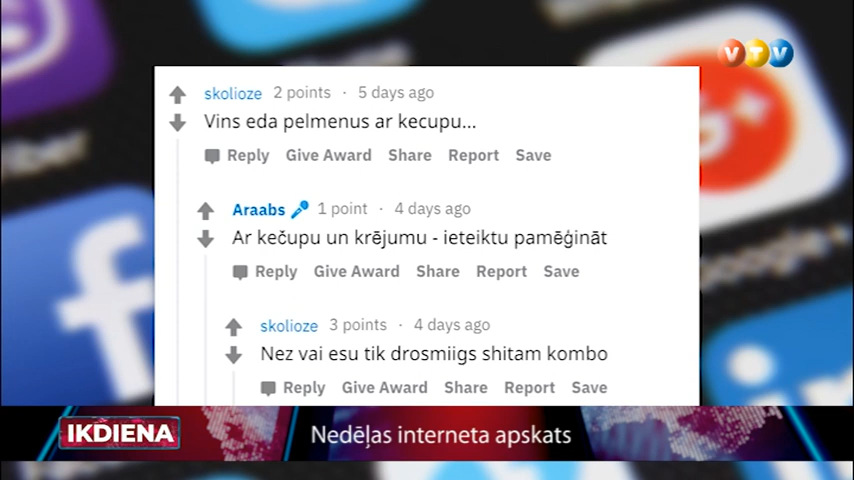 VTV
skolioze 2 points · 5 days ago
Vins eda pelmenus ar kecupu...
Reply Give Award Share Report Save
Araabs 1 point · 4 days ago
Ar kečupu un krējumu - ieteiktu pamēģināt
Reply Give Award Share Report Save
skolioze 3 points · 4 days ago
Nez vai esu tik drosmiigs shitam kombo
Reply Give Award Share Report Save
IKDIENA
Nedēļas interneta apskats